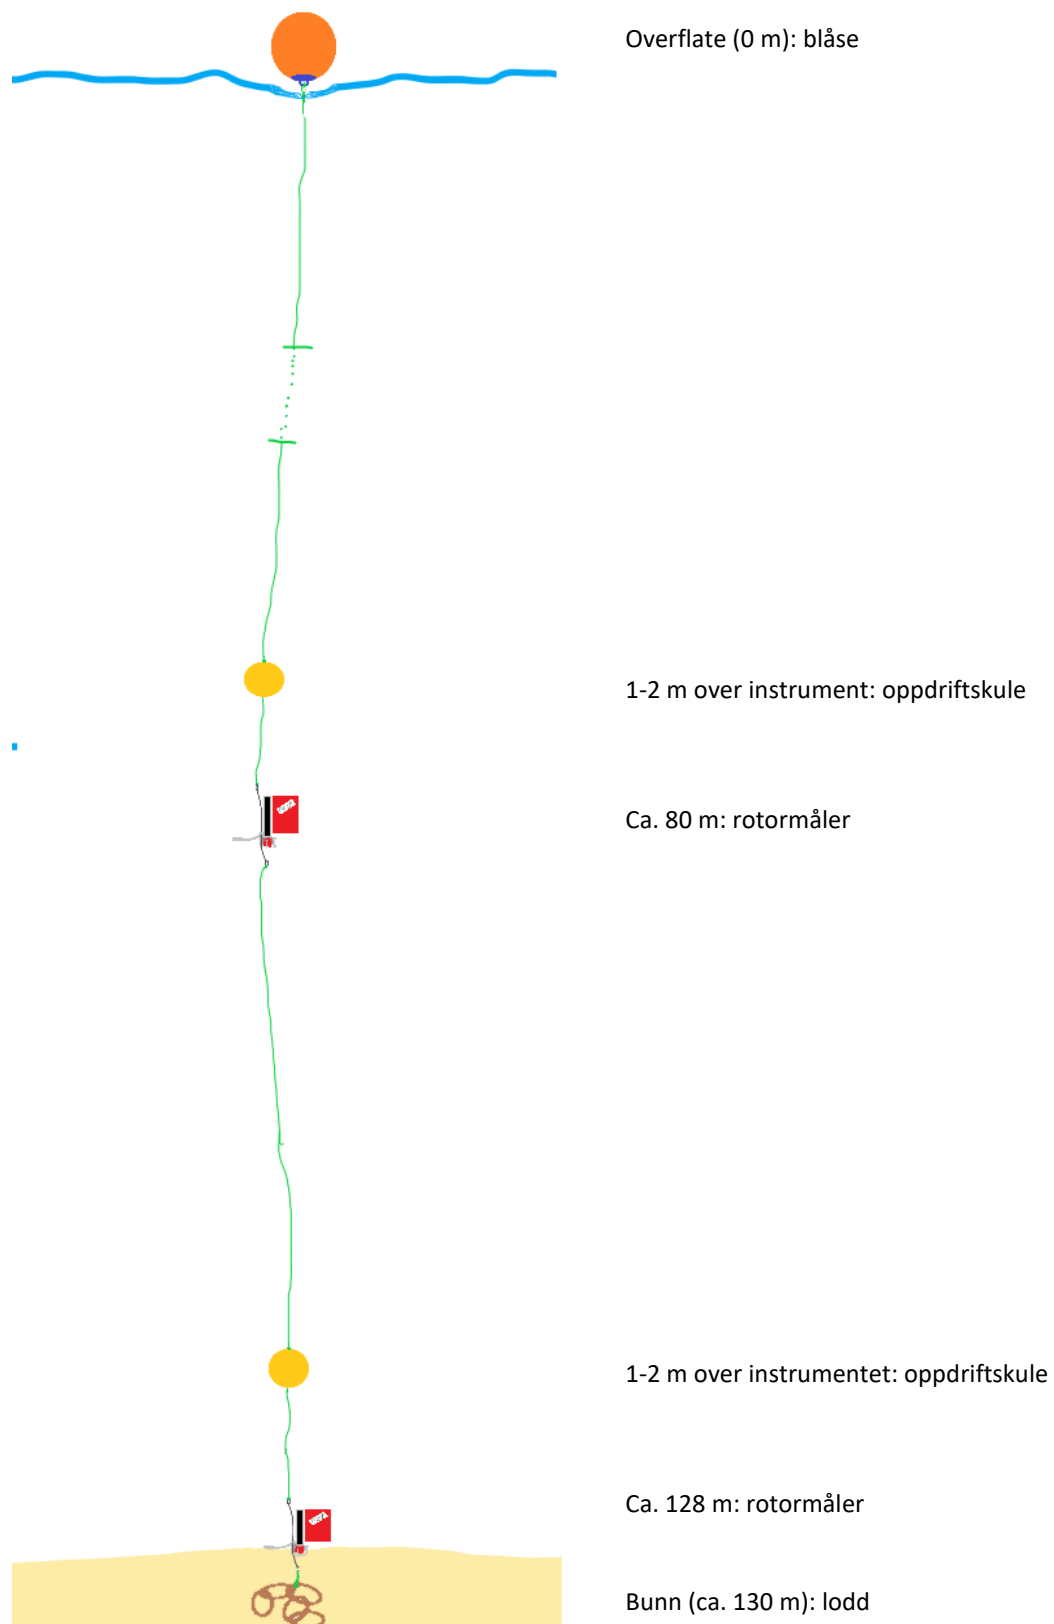 Overflate (0 m): blåse
1-2 m over instrument: oppdriftskule
Ca. 80 m: rotormåler
1-2 m over instrumentet: oppdriftskule
Ca. 128 m: rotormåler
Bunn (ca. 130 m): lodd